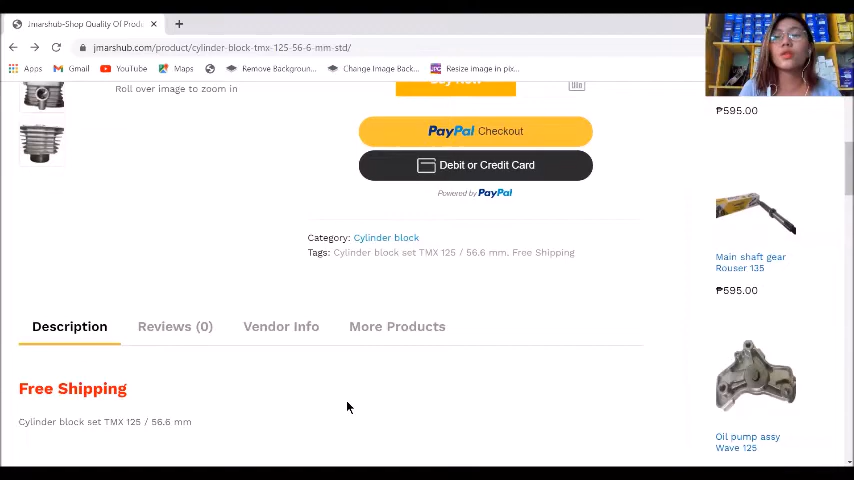 Jmarshub-Shop Quality Of Produ
jmarshub.com/product/cylinder-block-tmx-125-56-6-mm-std/
Apps
Gmail
YouTube
Maps
Remove Backgroun...
Change Image Back...
Resize image in pix...
Roll over image to zoom in
PayPal Checkout
Debit or Credit Card
Powered by PayPal
Category: Cylinder block
Tags: Cylinder block set TMX 125 / 56.6 mm, Free Shipping
Description
Reviews (0)
Vendor Info
More Products
Free Shipping
Cylinder block set TMX 125 / 56.6 mm
₱595.00
Main shaft gear
Rouser 135
₱595.00
Oil pump assy
Wave 125